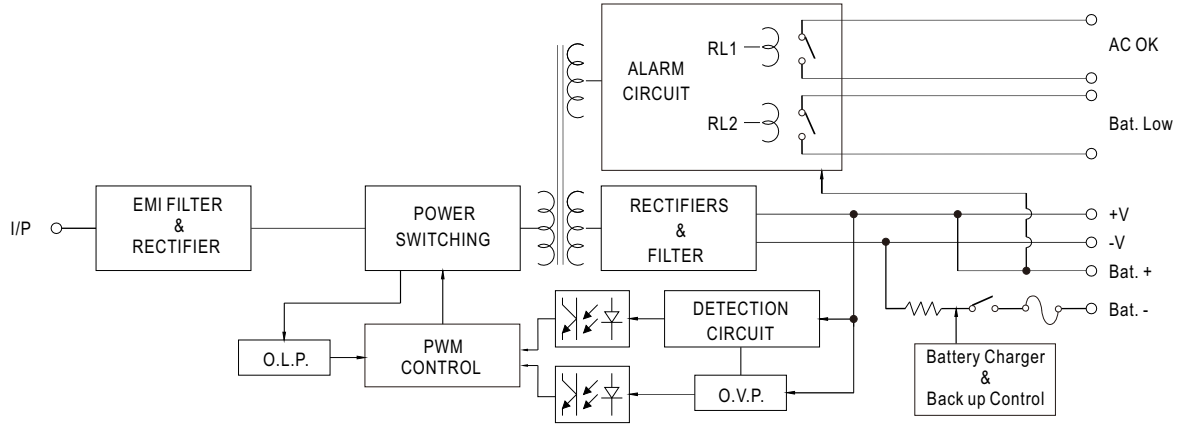 RL1
AC OK
ALARM
CIRCUIT
RL2
Bat. Low
I/P
EMI FILTER
&
RECTIFIER
POWER
SWITCHING
RECTIFIERS
&
FILTER
+V
-V
Bat. +
Bat. -
DETECTION
CIRCUIT
O.L.P.
PWM
CONTROL
O.V.P.
Battery Charger
&
Back up Control